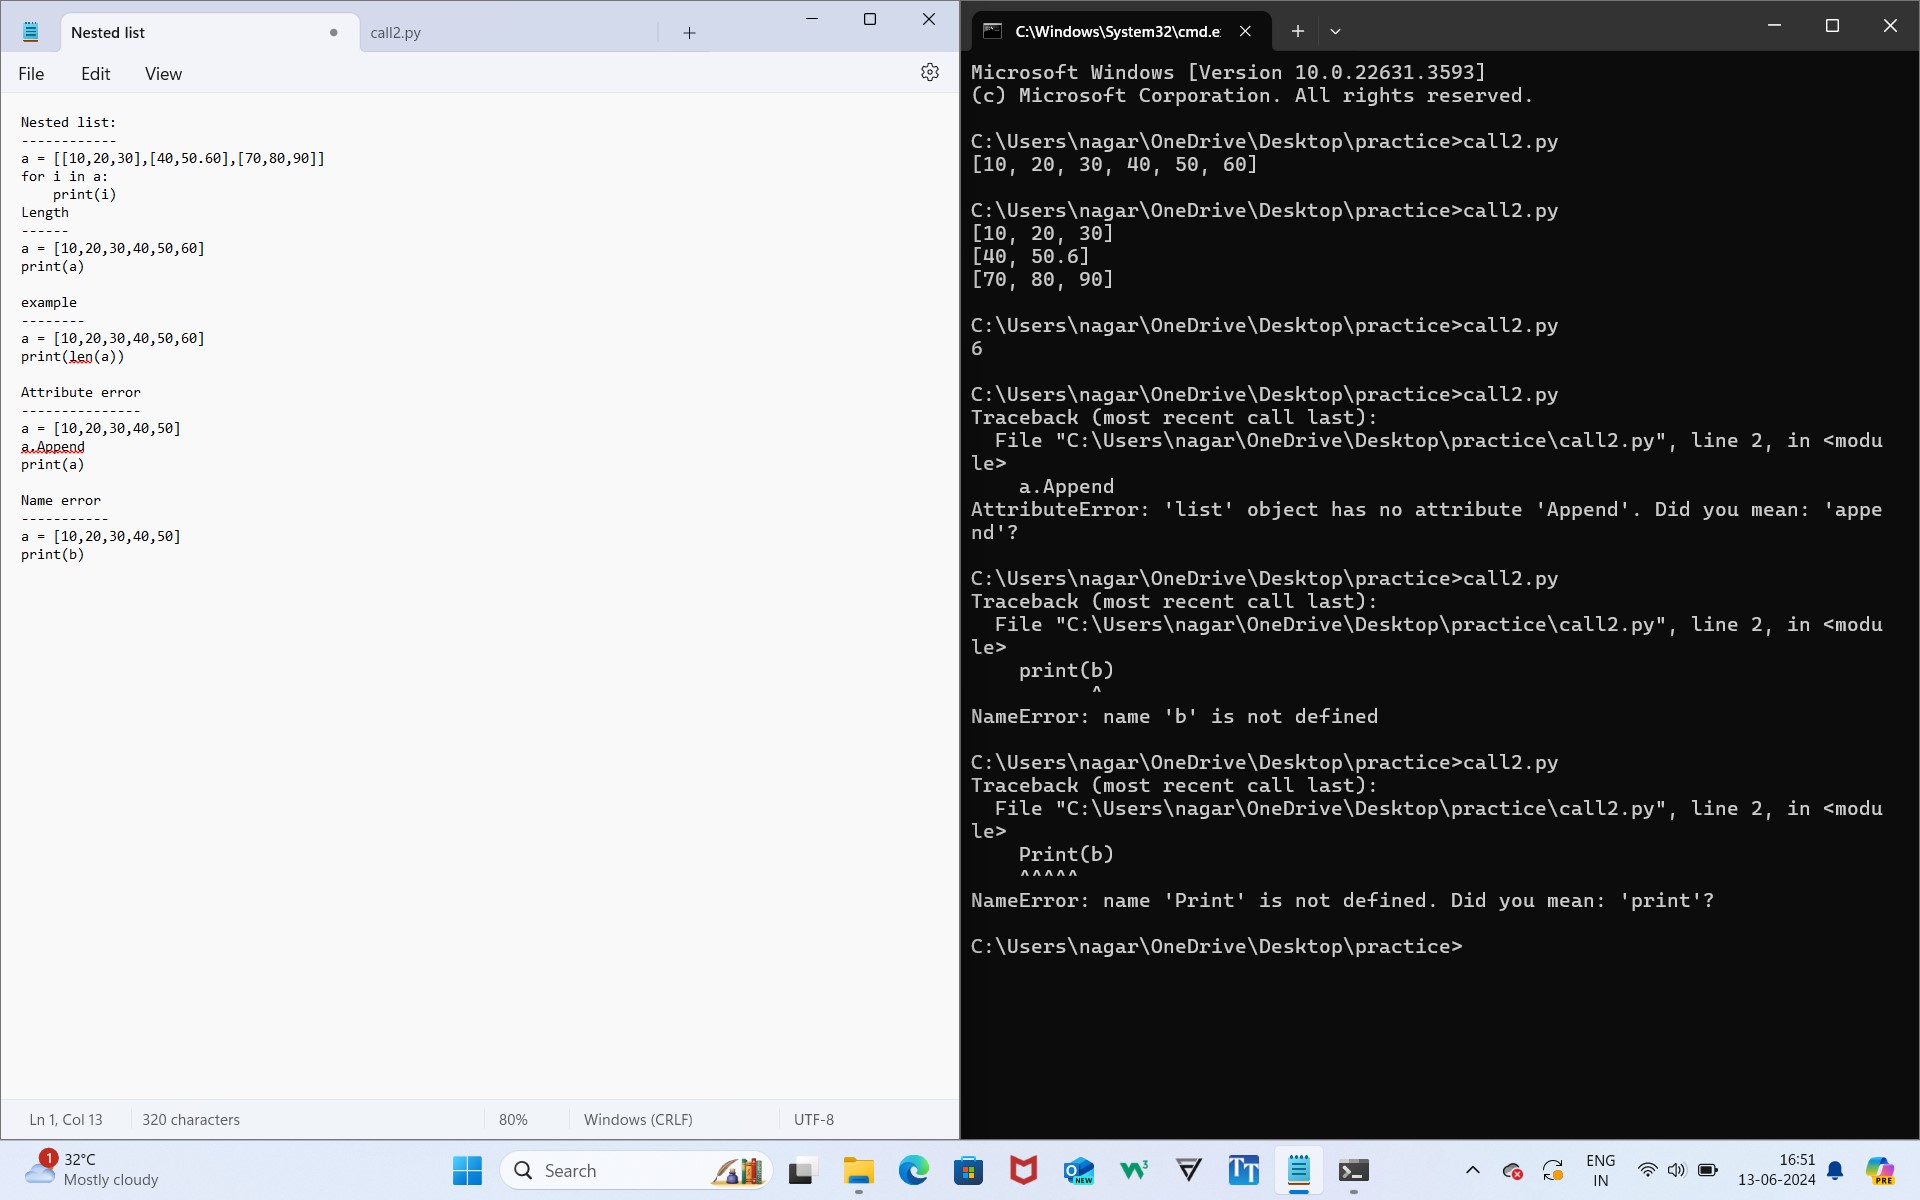 Nested list
call2.py
File Edit View
Nested list:
------------
a = [[10,20,30],[40,50.60],[70,80,90]]
for i in a:
    print(i)
Length
------
a = [10,20,30,40,50,60]
print(a)
example
--------
a = [10,20,30,40,50,60]
print(len(a))
Attribute error
---------------
a = [10,20,30,40,50]
a.Append
print(a)
Name error
-----------
a = [10,20,30,40,50]
print(b)
Ln 1, Col 13
320 characters
80%
Windows (CRLF)
UTF-8
C:\Windows\System32\cmd.e
Microsoft Windows [Version 10.0.22631.3593]
(c) Microsoft Corporation. All rights reserved.
C:\Users\nagar\OneDrive\Desktop\practice>call2.py
[10, 20, 30, 40, 50, 60]
C:\Users\nagar\OneDrive\Desktop\practice>call2.py
[10, 20, 30]
[40, 50.6]
[70, 80, 90]
C:\Users\nagar\OneDrive\Desktop\practice>call2.py
6
C:\Users\nagar\OneDrive\Desktop\practice>call2.py
Traceback (most recent call last):
  File "C:\Users\nagar\OneDrive\Desktop\practice\call2.py", line 2, in <modu
le>
    a.Append
AttributeError: 'list' object has no attribute 'Append'. Did you mean: 'appe
nd'?
C:\Users\nagar\OneDrive\Desktop\practice>call2.py
Traceback (most recent call last):
  File "C:\Users\nagar\OneDrive\Desktop\practice\call2.py", line 2, in <modu
le>
    print(b)
          ^
NameError: name 'b' is not defined
C:\Users\nagar\OneDrive\Desktop\practice>call2.py
Traceback (most recent call last):
  File "C:\Users\nagar\OneDrive\Desktop\practice\call2.py", line 2, in <modu
le>
    Print(b)
    ^^^^^
NameError: name 'Print' is not defined. Did you mean: 'print'?
C:\Users\nagar\OneDrive\Desktop\practice>
1
32°C
Mostly cloudy
Search
NEW
W3
TT
ENG
IN
16:51
13-06-2024
PRE